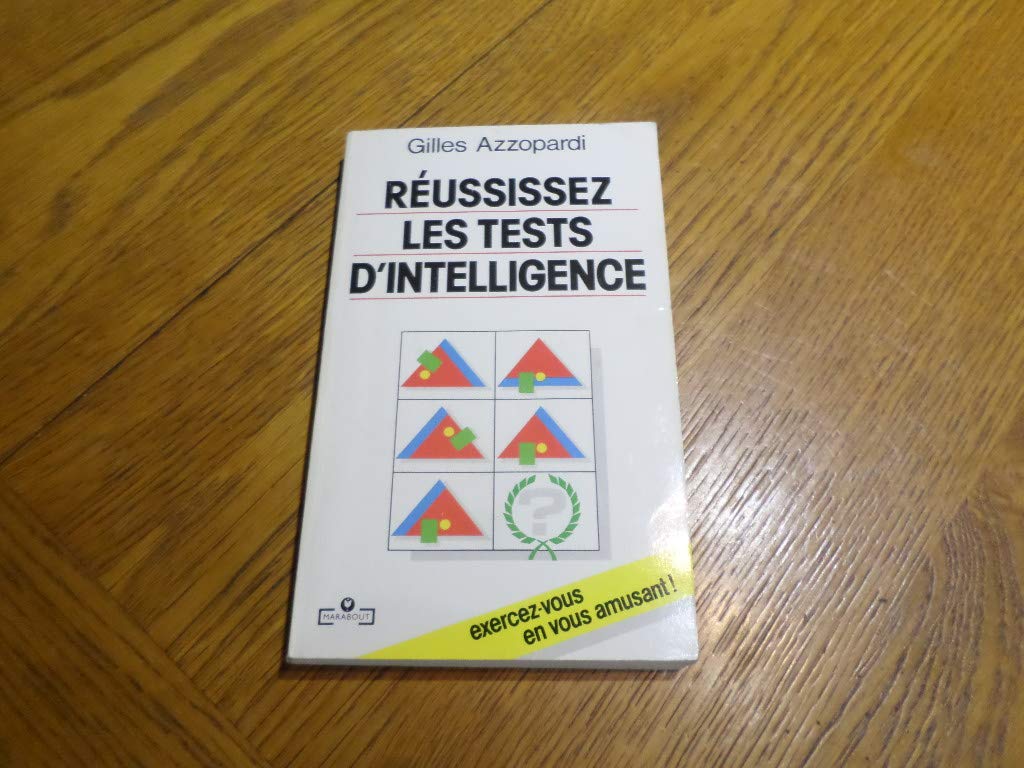 Gilles Azzopardi
RÉUSSISSEZ
LES TESTS
D'INTELLIGENCE
?
MARABOUT
exercez-vous
en vous amusant !